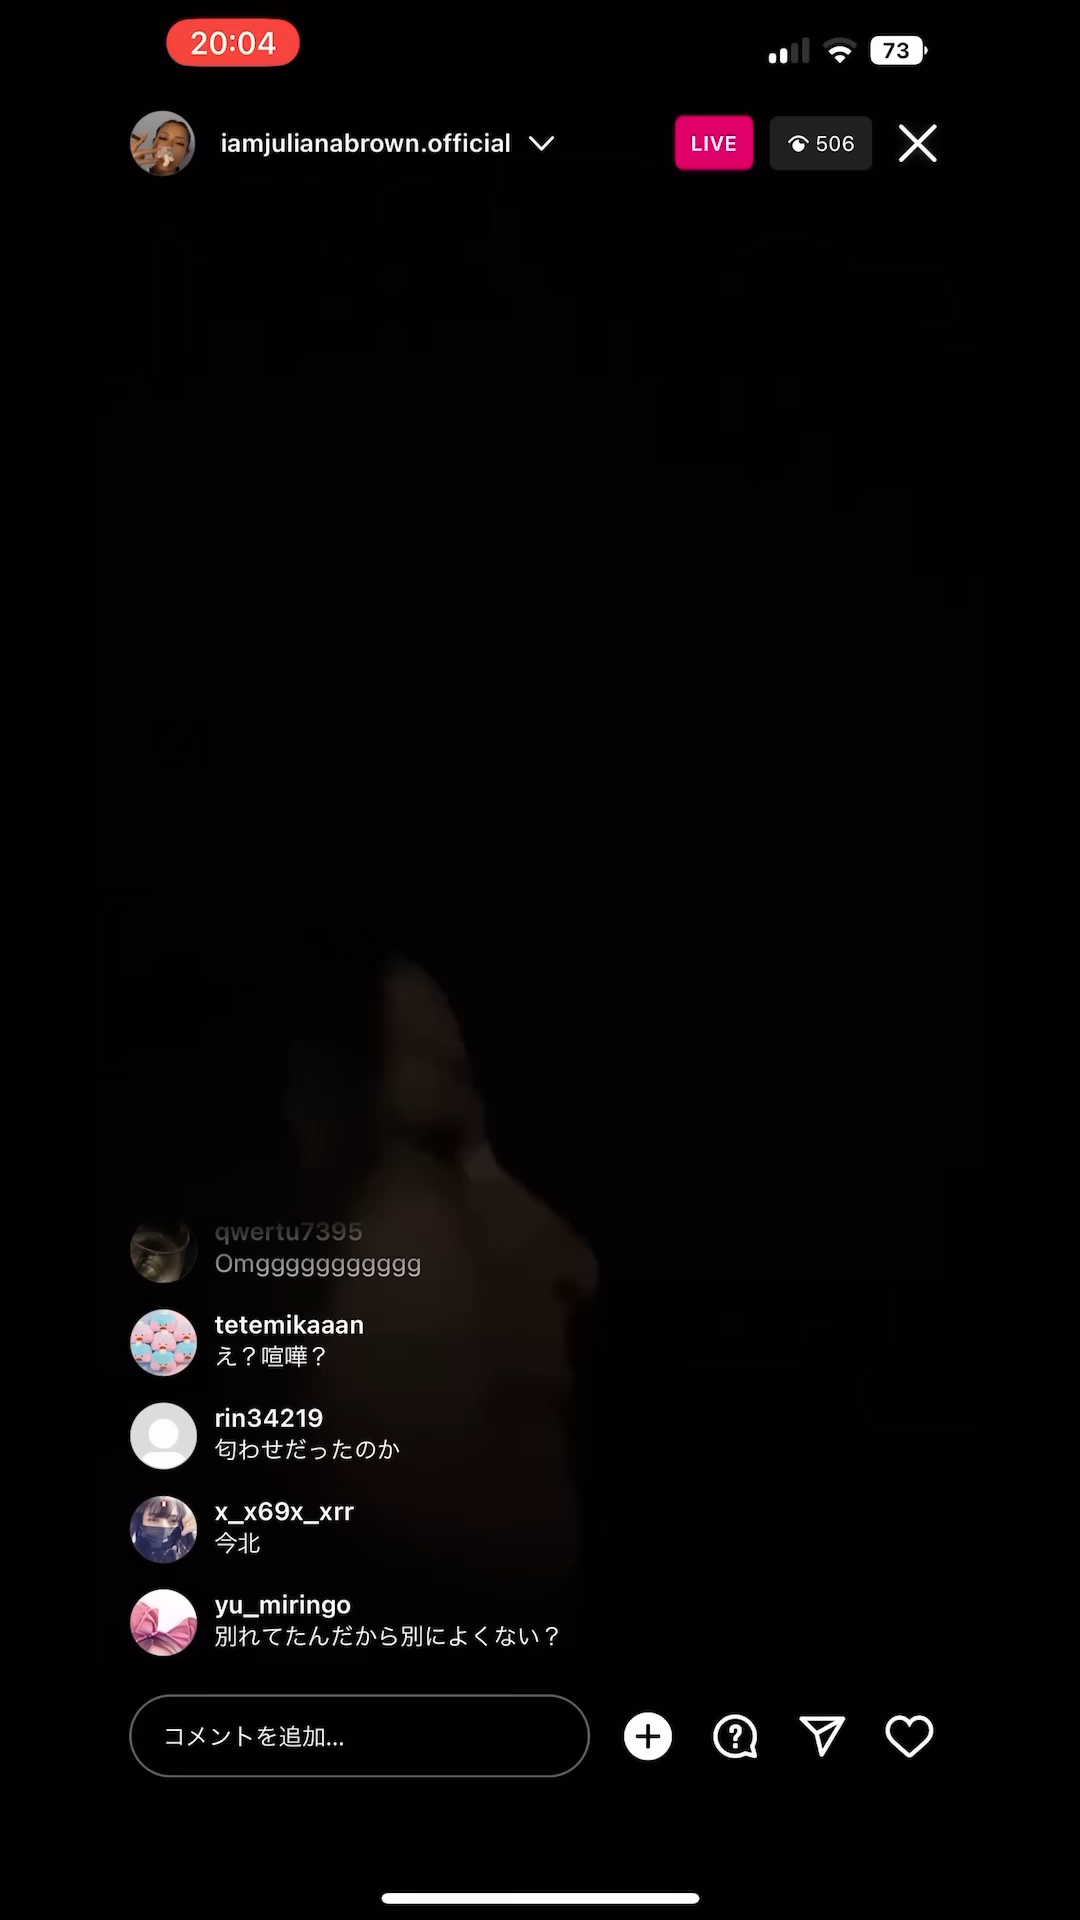 20:04
73
iamjulianabrown.official
LIVE
506
qwertu7395
Omggggggggggg
tetemikaaan
え？喧嘩？
rin34219
匂わせだったのか
x_x69x_xrr
今北
yu_miringo
別れてたんだから別によくない？
コメントを追加...